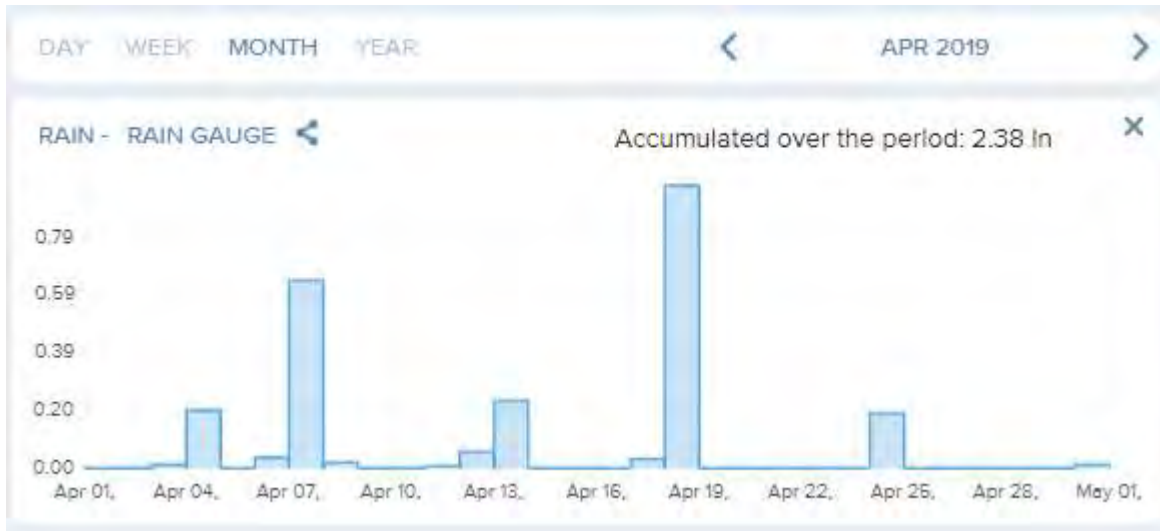 DAY WEEK MONTH YEAR < APR 2019 >
RAIN - RAIN GAUGE Accumulated over the period: 2.38 In ×
0.79
0.59
0.39
0.20
0.00
Apr 01, Apr 04, Apr 07, Apr 10, Apr 13, Apr 16, Apr 19, Apr 22, Apr 25, Apr 28, May 01,